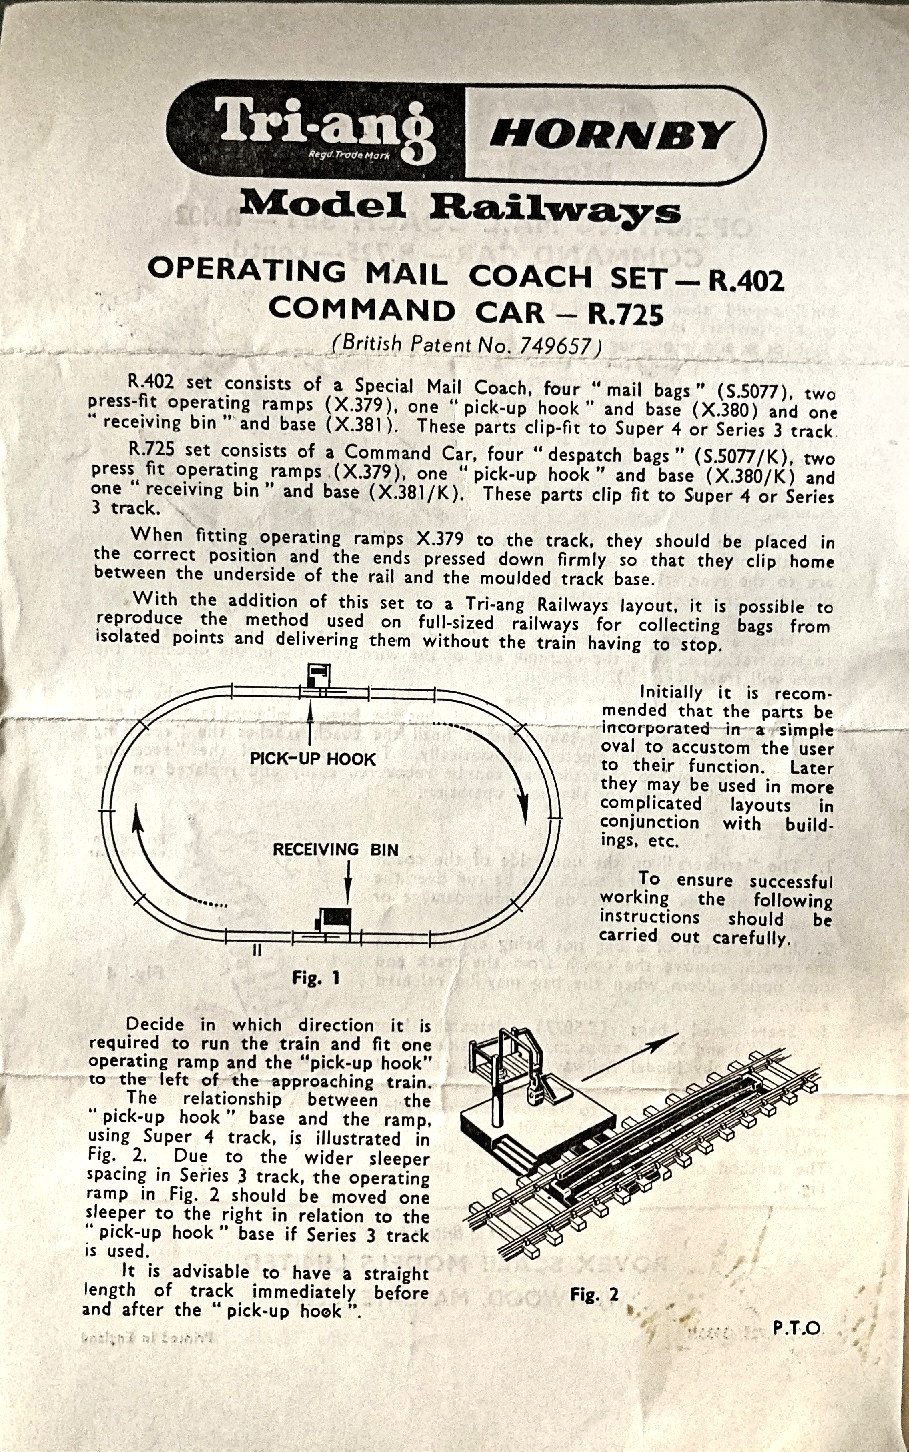 Tri-ang HORNBY
Regd. Trade Mark
Model Railways
OPERATING MAIL COACH SET — R.402
COMMAND CAR — R.725
(British Patent No. 749657)
R.402 set consists of a Special Mail Coach, four “ mail bags ” (S.5077), two
press-fit operating ramps (X.379), one “ pick-up hook ” and base (X.380) and one
“ receiving bin ” and base (X.381). These parts clip-fit to Super 4 or Series 3 track.
R.725 set consists of a Command Car, four “ despatch bags ” (S.5077/K), two
press fit operating ramps (X.379), one “ pick-up hook ” and base (X.380/K) and
one “ receiving bin ” and base (X.381/K). These parts clip fit to Super 4 or Series
3 track.
When fitting operating ramps X.379 to the track, they should be placed in
the correct position and the ends pressed down firmly so that they clip home
between the underside of the rail and the moulded track base.
With the addition of this set to a Tri-ang Railways layout, it is possible to
reproduce the method used on full-sized railways for collecting bags from
isolated points and delivering them without the train having to stop.
PICK-UP HOOK
RECEIVING BIN
Fig. 1
Initially it is recom-
mended that the parts be
incorporated in a simple
oval to accustom the user
to their function. Later
they may be used in more
complicated layouts in
conjunction with build-
ings, etc.
To ensure successful
working the following
instructions should be
carried out carefully.
Decide in which direction it is
required to run the train and fit one
operating ramp and the “pick-up hook”
to the left of the approaching train.
The relationship between the
“ pick-up hook ” base and the ramp,
using Super 4 track, is illustrated in
Fig. 2. Due to the wider sleeper
spacing in Series 3 track, the operating
ramp in Fig. 2 should be moved one
sleeper to the right in relation to the
“ pick-up hook ” base if Series 3 track
is used.
It is advisable to have a straight
length of track immediately before
and after the “ pick-up hook ”.
Fig. 2
P.T.O.